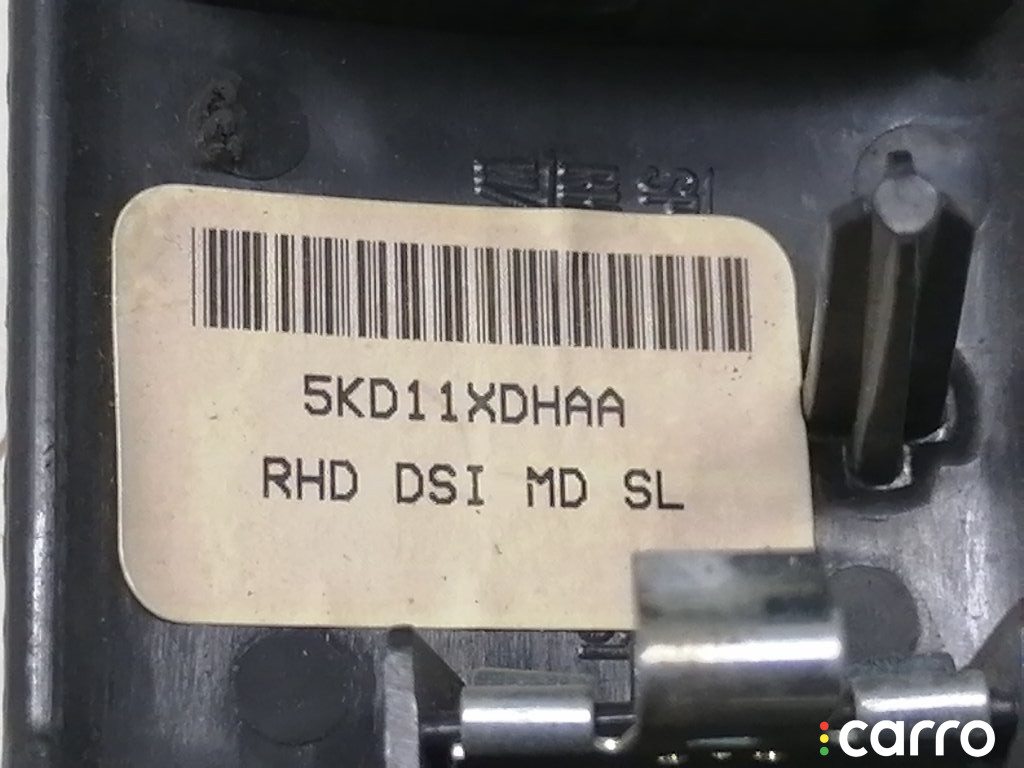 5KD11XDHAA
RHD DSI MD SL
carro